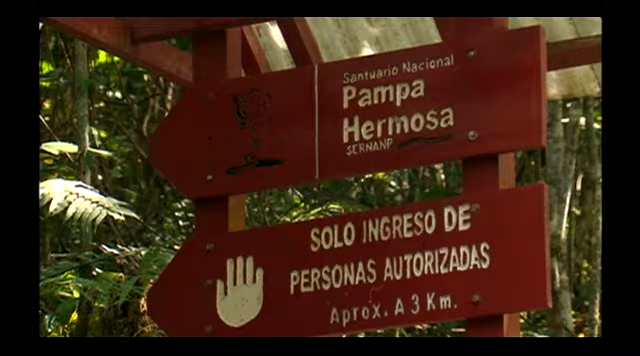 Santuario Nacional
Pampa
Hermosa
SERNANP
SOLO INGRESO DE
PERSONAS AUTORIZADAS
Aprox. A 3 Km.